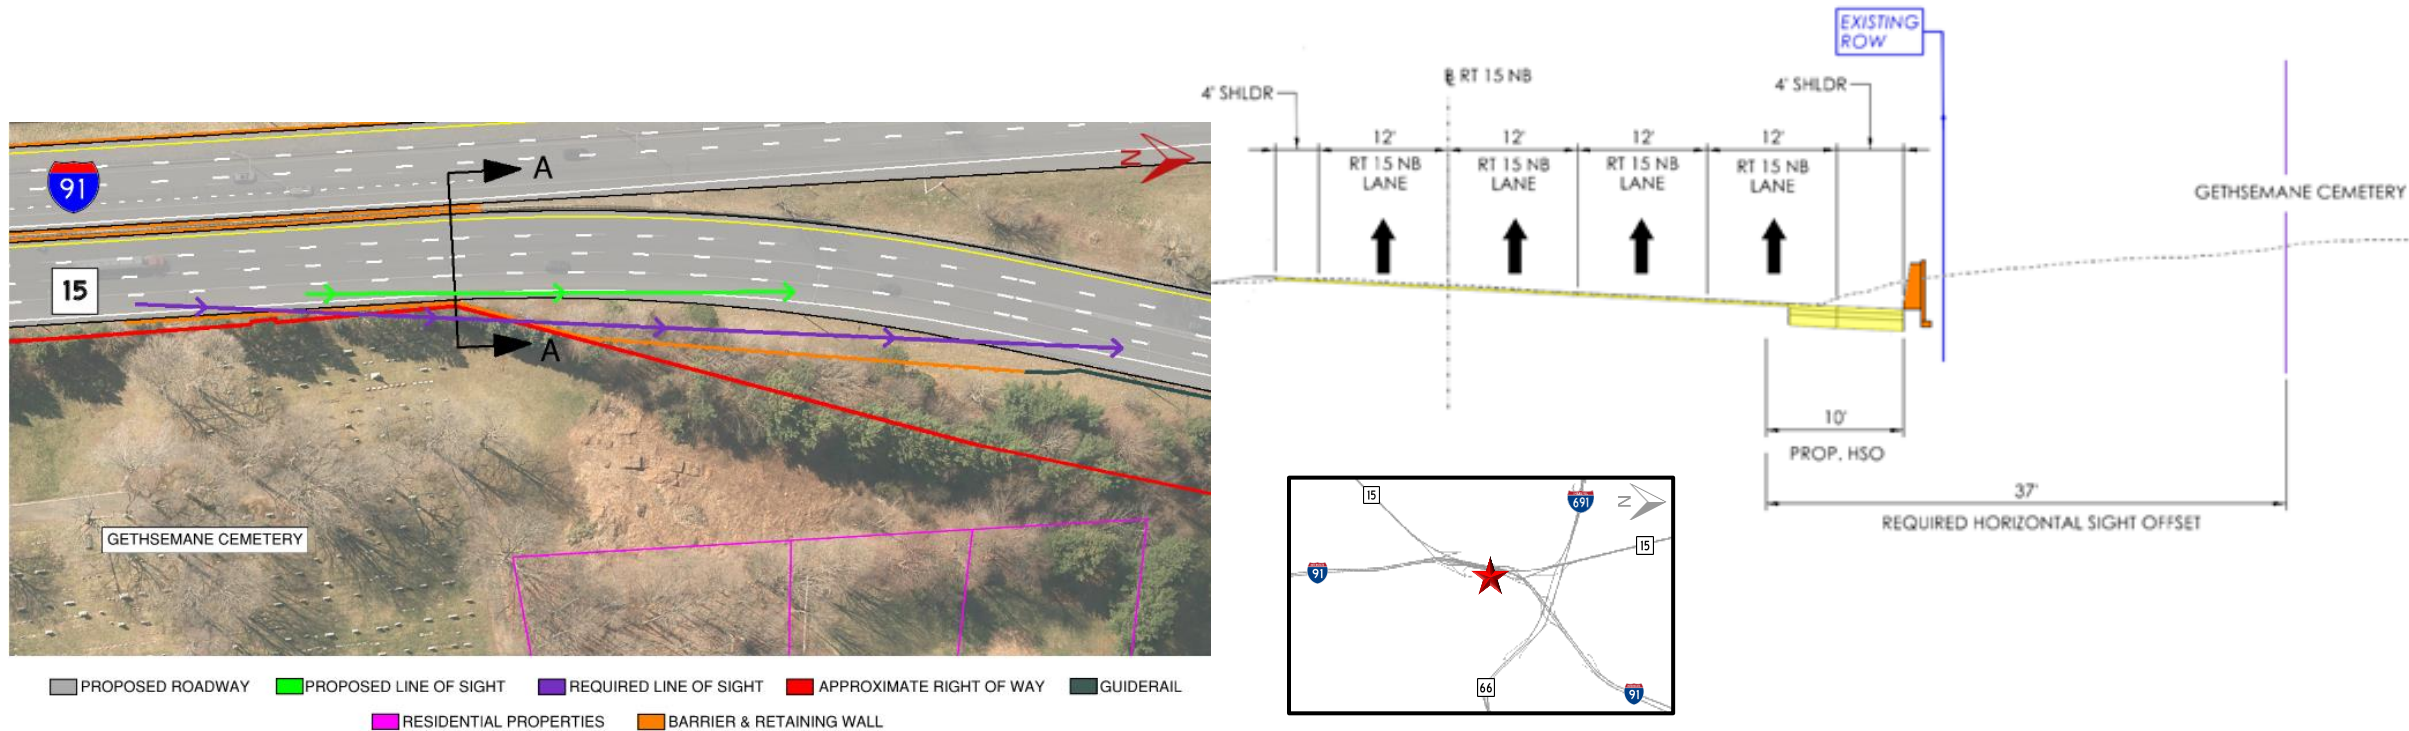 91
15
A
A
N
GETHSEMANE CEMETERY
PROPOSED ROADWAY
PROPOSED LINE OF SIGHT
REQUIRED LINE OF SIGHT
APPROXIMATE RIGHT OF WAY
GUIDERAIL
RESIDENTIAL PROPERTIES
BARRIER & RETAINING WALL
EXISTING
ROW
RT 15 NB
4' SHLDR
4' SHLDR
12'
12'
12'
12'
RT 15 NB
LANE
RT 15 NB
LANE
RT 15 NB
LANE
RT 15 NB
LANE
GETHSEMANE CEMETERY
10'
PROP. HSO
37'
REQUIRED HORIZONTAL SIGHT OFFSET
15
691
N
15
91
66
91